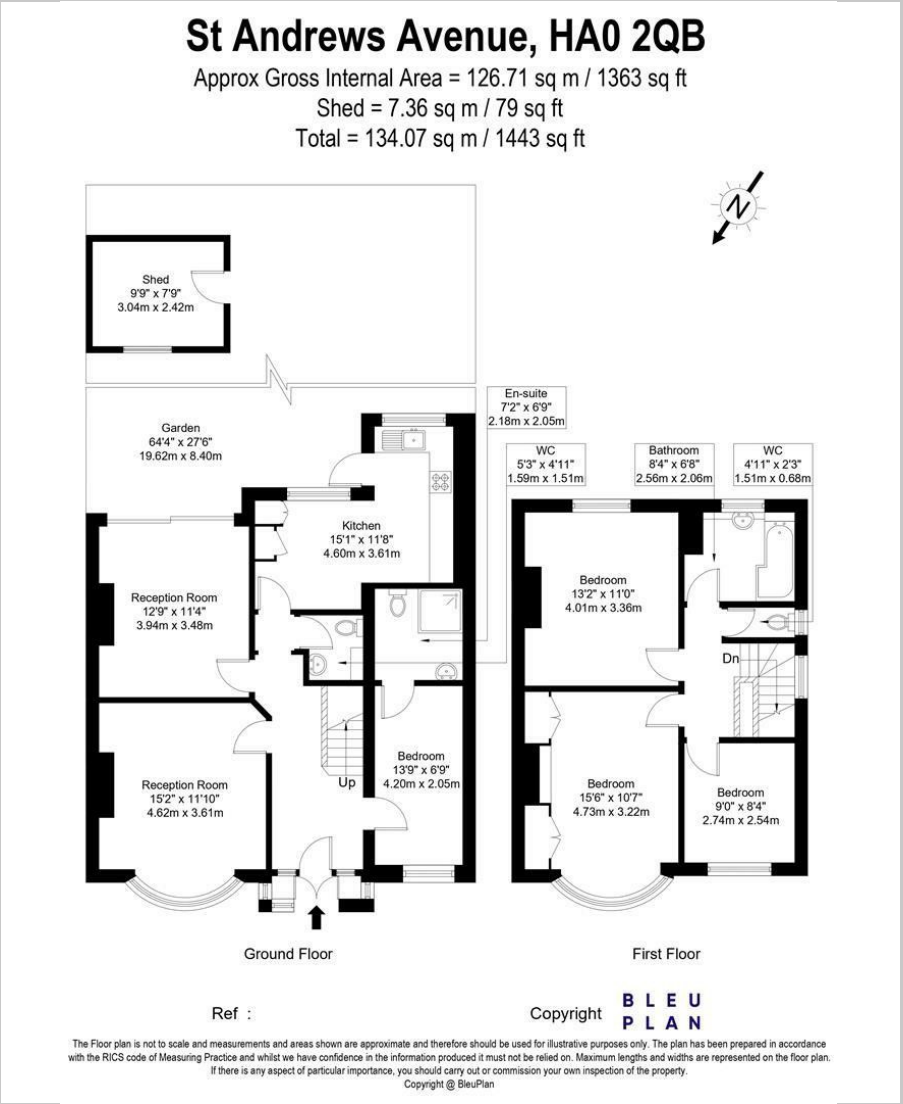 St Andrews Avenue, HA0 2QB
Approx Gross Internal Area = 126.71 sq m / 1363 sq ft
Shed = 7.36 sq m / 79 sq ft
Total = 134.07 sq m / 1443 sq ft
N
Shed
9'9" x 7'9"
3.04m x 2.42m
Garden
64'4" x 27'6"
19.62m x 8.40m
En-suite
7'2" x 6'9"
2.18m x 2.05m
WC
5'3" x 4'11"
1.59m x 1.51m
Bathroom
8'4" x 6'8"
2.56m x 2.06m
WC
4'11" x 2'3"
1.51m x 0.68m
Kitchen
15'1" x 11'8"
4.60m x 3.61m
Reception Room
12'9" x 11'4"
3.94m x 3.48m
Reception Room
15'2" x 11'10"
4.62m x 3.61m
Up
Bedroom
13'9" x 6'9"
4.20m x 2.05m
Bedroom
13'2" x 11'0"
4.01m x 3.36m
Dn
Bedroom
15'6" x 10'7"
4.73m x 3.22m
Bedroom
9'0" x 8'4"
2.74m x 2.54m
Ground Floor
First Floor
Ref :
Copyright
BLEU
PLAN
The Floor plan is not to scale and measurements and areas shown are approximate and therefore should be used for illustrative purposes only. The plan has been prepared in accordance
with the RICS code of Measuring Practice and whilst we have confidence in the information produced it must not be relied on. Maximum lengths and widths are represented on the floor plan.
If there is any aspect of particular importance, you should carry out or commission your own inspection of the property.
Copyright @ BleuPlan